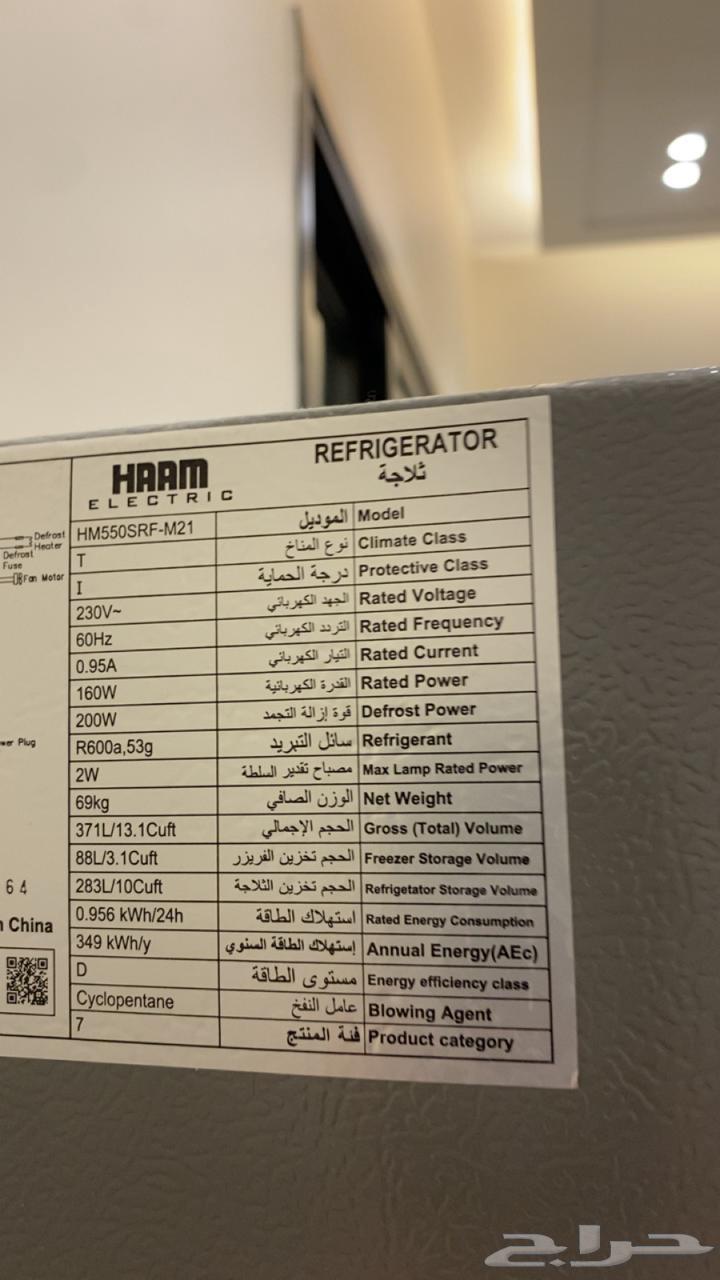 REFRIGERATOR
ثلاجة
HAAM
ELECTRIC
HM550SRF-M21 الموديل Model
T نوع المناخ Climate Class
I درجة الحماية Protective Class
230V~ الجهد الكهربائي Rated Voltage
60Hz التردد الكهربائي Rated Frequency
0.95A التيار الكهربائي Rated Current
160W القدرة الكهربائية Rated Power
200W قوة إزالة التجمد Defrost Power
R600a,53g سائل التبريد Refrigerant
2W مصباح تقدير السلطة Max Lamp Rated Power
69kg الوزن الصافي Net Weight
371L/13.1Cuft الحجم الإجمالي Gross (Total) Volume
88L/3.1Cuft الحجم تخزين الفريزر Freezer Storage Volume
283L/10Cuft الحجم تخزين الثلاجة Refrigetator Storage Volume
0.956 kWh/24h استهلاك الطاقة Rated Energy Consumption
349 kWh/y إستهلاك الطاقة السنوي Annual Energy(AEc)
D مستوى الطاقة Energy efficiency class
Cyclopentane عامل النفخ Blowing Agent
7 فئة المنتج Product category
Defrost
Heater
Defrost
Fuse
Fan Motor
Plug
64
China
حراج